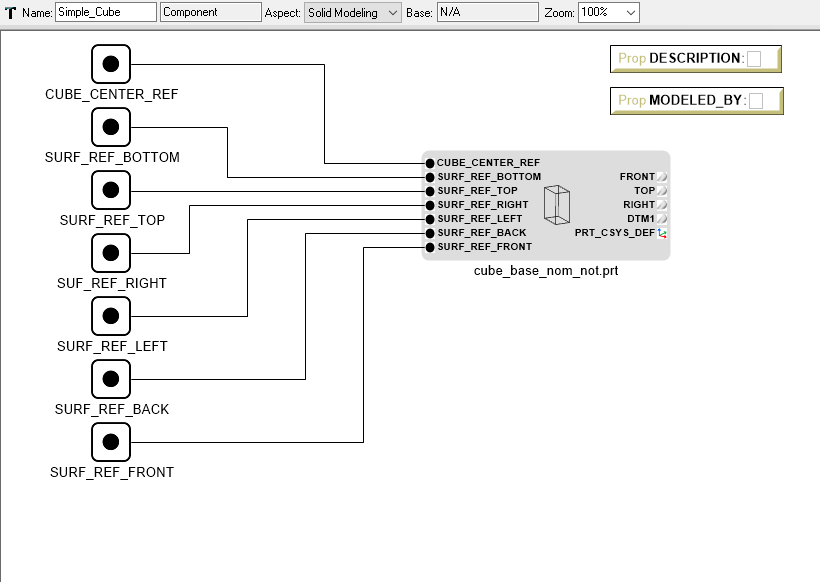 Name: Simple_Cube Component Aspect: Solid Modeling Base: N/A Zoom: 100%
Prop DESCRIPTION:
Prop MODELED_BY:
CUBE_CENTER_REF
SURF_REF_BOTTOM
SURF_REF_TOP
SUF_REF_RIGHT
SURF_REF_LEFT
SURF_REF_BACK
SURF_REF_FRONT
CUBE_CENTER_REF
SURF_REF_BOTTOM
SURF_REF_TOP
SURF_REF_RIGHT
SURF_REF_LEFT
SURF_REF_BACK
SURF_REF_FRONT
FRONT
TOP
RIGHT
DTM1
PRT_CSYS_DEF
cube_base_nom_not.prt